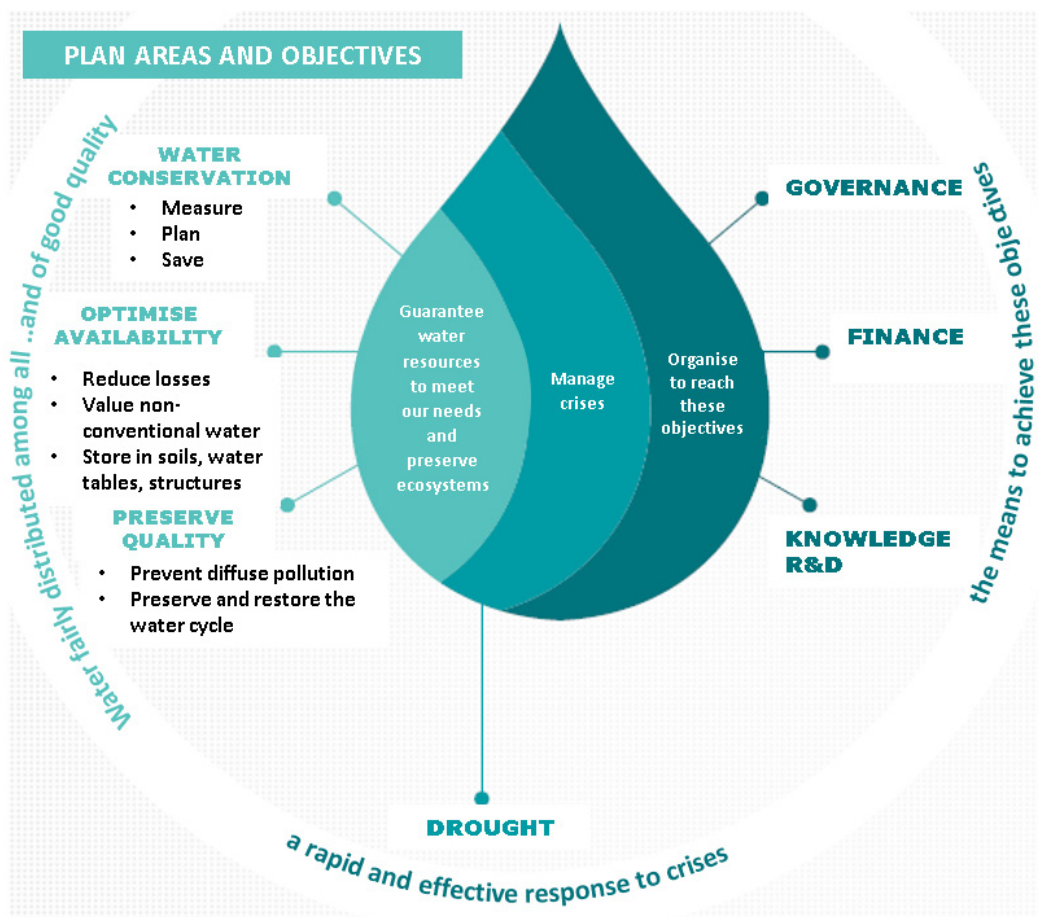 PLAN AREAS AND OBJECTIVES
Water fairly distributed among all ..and of good quality
WATER
CONSERVATION
• Measure
• Plan
• Save
OPTIMISE
AVAILABILITY
• Reduce losses
• Value non-
conventional water
• Store in soils, water
tables, structures
PRESERVE
QUALITY
• Prevent diffuse pollution
• Preserve and restore the
water cycle
Guarantee
water
resources
to meet
our needs
and
preserve
ecosystems
Manage
crises
Organise
to reach
these
objectives
GOVERNANCE
FINANCE
KNOWLEDGE
R&D
the means to achieve these objectives
DROUGHT
a rapid and effective response to crises